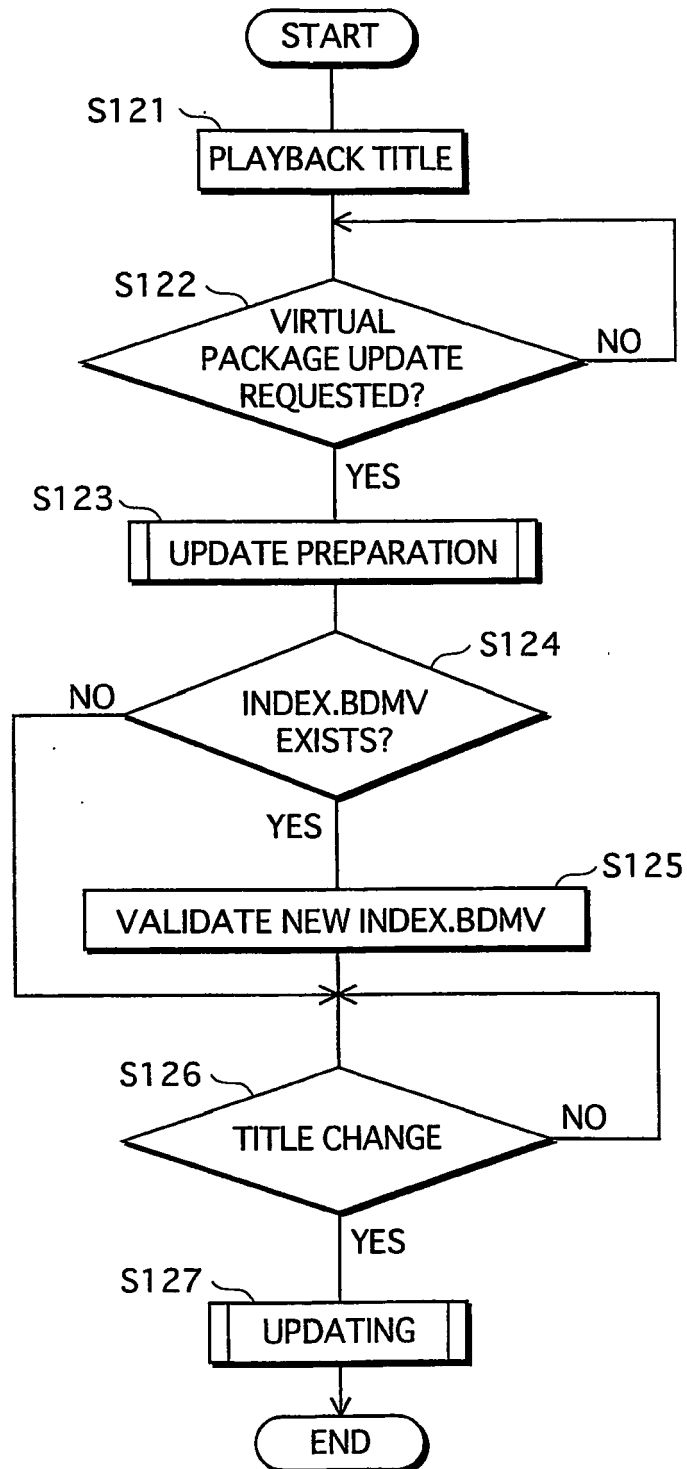 START
S121
PLAYBACK TITLE
S122
VIRTUAL
PACKAGE UPDATE
REQUESTED?
NO
YES
S123
UPDATE PREPARATION
S124
NO
INDEX.BDMV
EXISTS?
YES
S125
VALIDATE NEW INDEX.BDMV
S126
TITLE CHANGE
NO
YES
S127
UPDATING
END